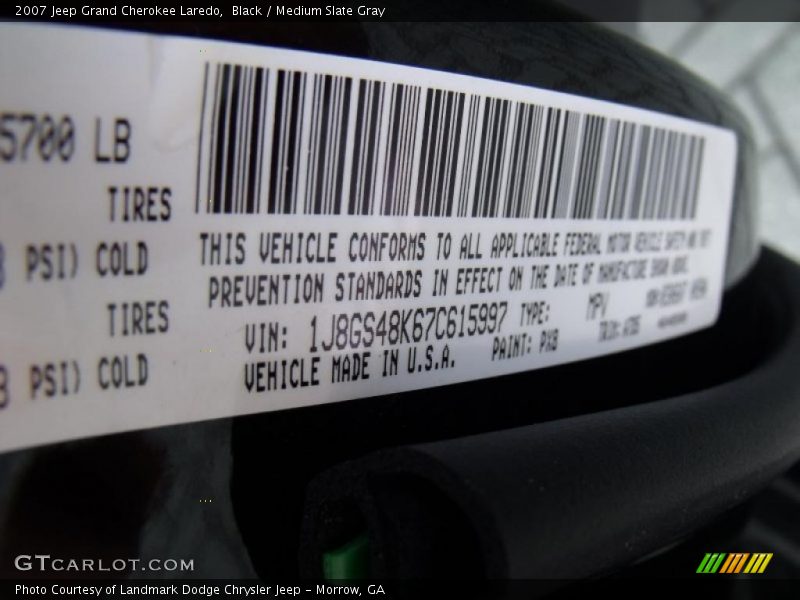 2007 Jeep Grand Cherokee Laredo,  Black / Medium Slate Gray
5700 LB
TIRES
PSI) COLD
TIRES
PSI) COLD
THIS VEHICLE CONFORMS TO ALL APPLICABLE FEDERAL MOTOR VEHICLE SAFETY AND
PREVENTION STANDARDS IN EFFECT ON THE DATE OF MANUFACTURE SHOWN ABOVE.
VIN: 1J8GS48K67C615997 TYPE: MPV
VEHICLE MADE IN U.S.A. PAINT: PXB TRIM:
GTCARLOT.COM
Photo Courtesy of Landmark Dodge Chrysler Jeep - Morrow, GA